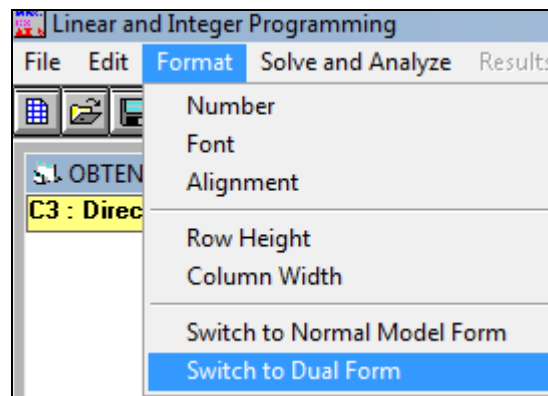 Linear and Integer Programming
File Edit Format Solve and Analyze Results
Number
Font
OBTEN
Alignment
C3 : Direc
Row Height
Column Width
Switch to Normal Model Form
Switch to Dual Form